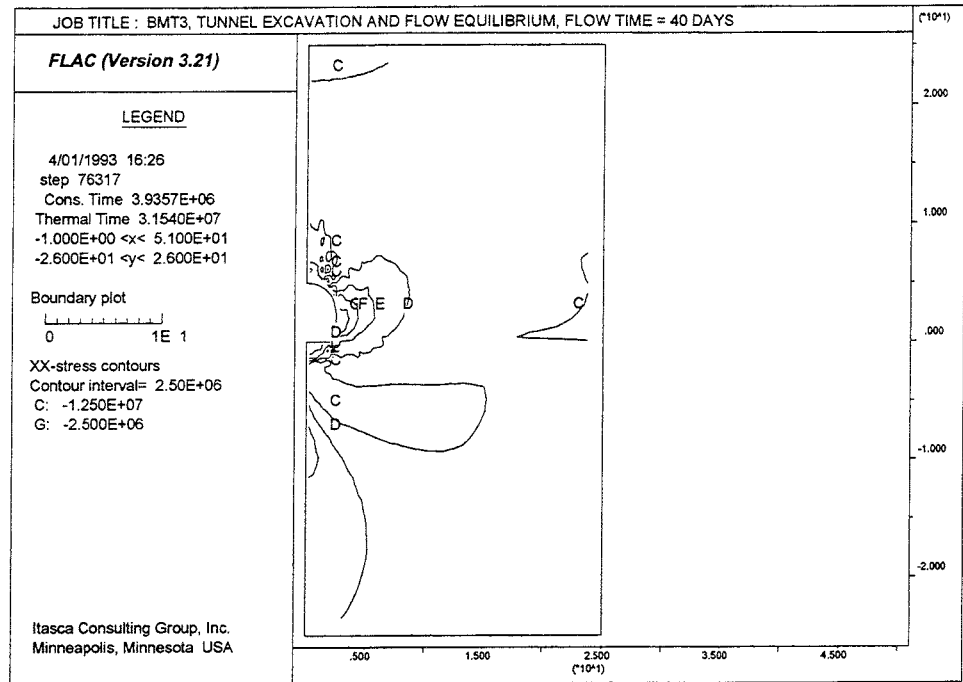 JOB TITLE : BMT3, TUNNEL EXCAVATION AND FLOW EQUILIBRIUM, FLOW TIME = 40 DAYS
(*10^1)
FLAC (Version 3.21)
LEGEND
4/01/1993 16:26
step 76317
Cons. Time 3.9357E+06
Thermal Time 3.1540E+07
-1.000E+00 <x< 5.100E+01
-2.600E+01 <y< 2.600E+01
Boundary plot
0 1E 1
XX-stress contours
Contour interval= 2.50E+06
C: -1.250E+07
G: -2.500E+06
Itasca Consulting Group, Inc.
Minneapolis, Minnesota USA
C
C
C
G F E D
C
D
C
D
2.000
1.000
.000
-1.000
-2.000
.500 1.500 2.500 3.500 4.500
(*10^1)